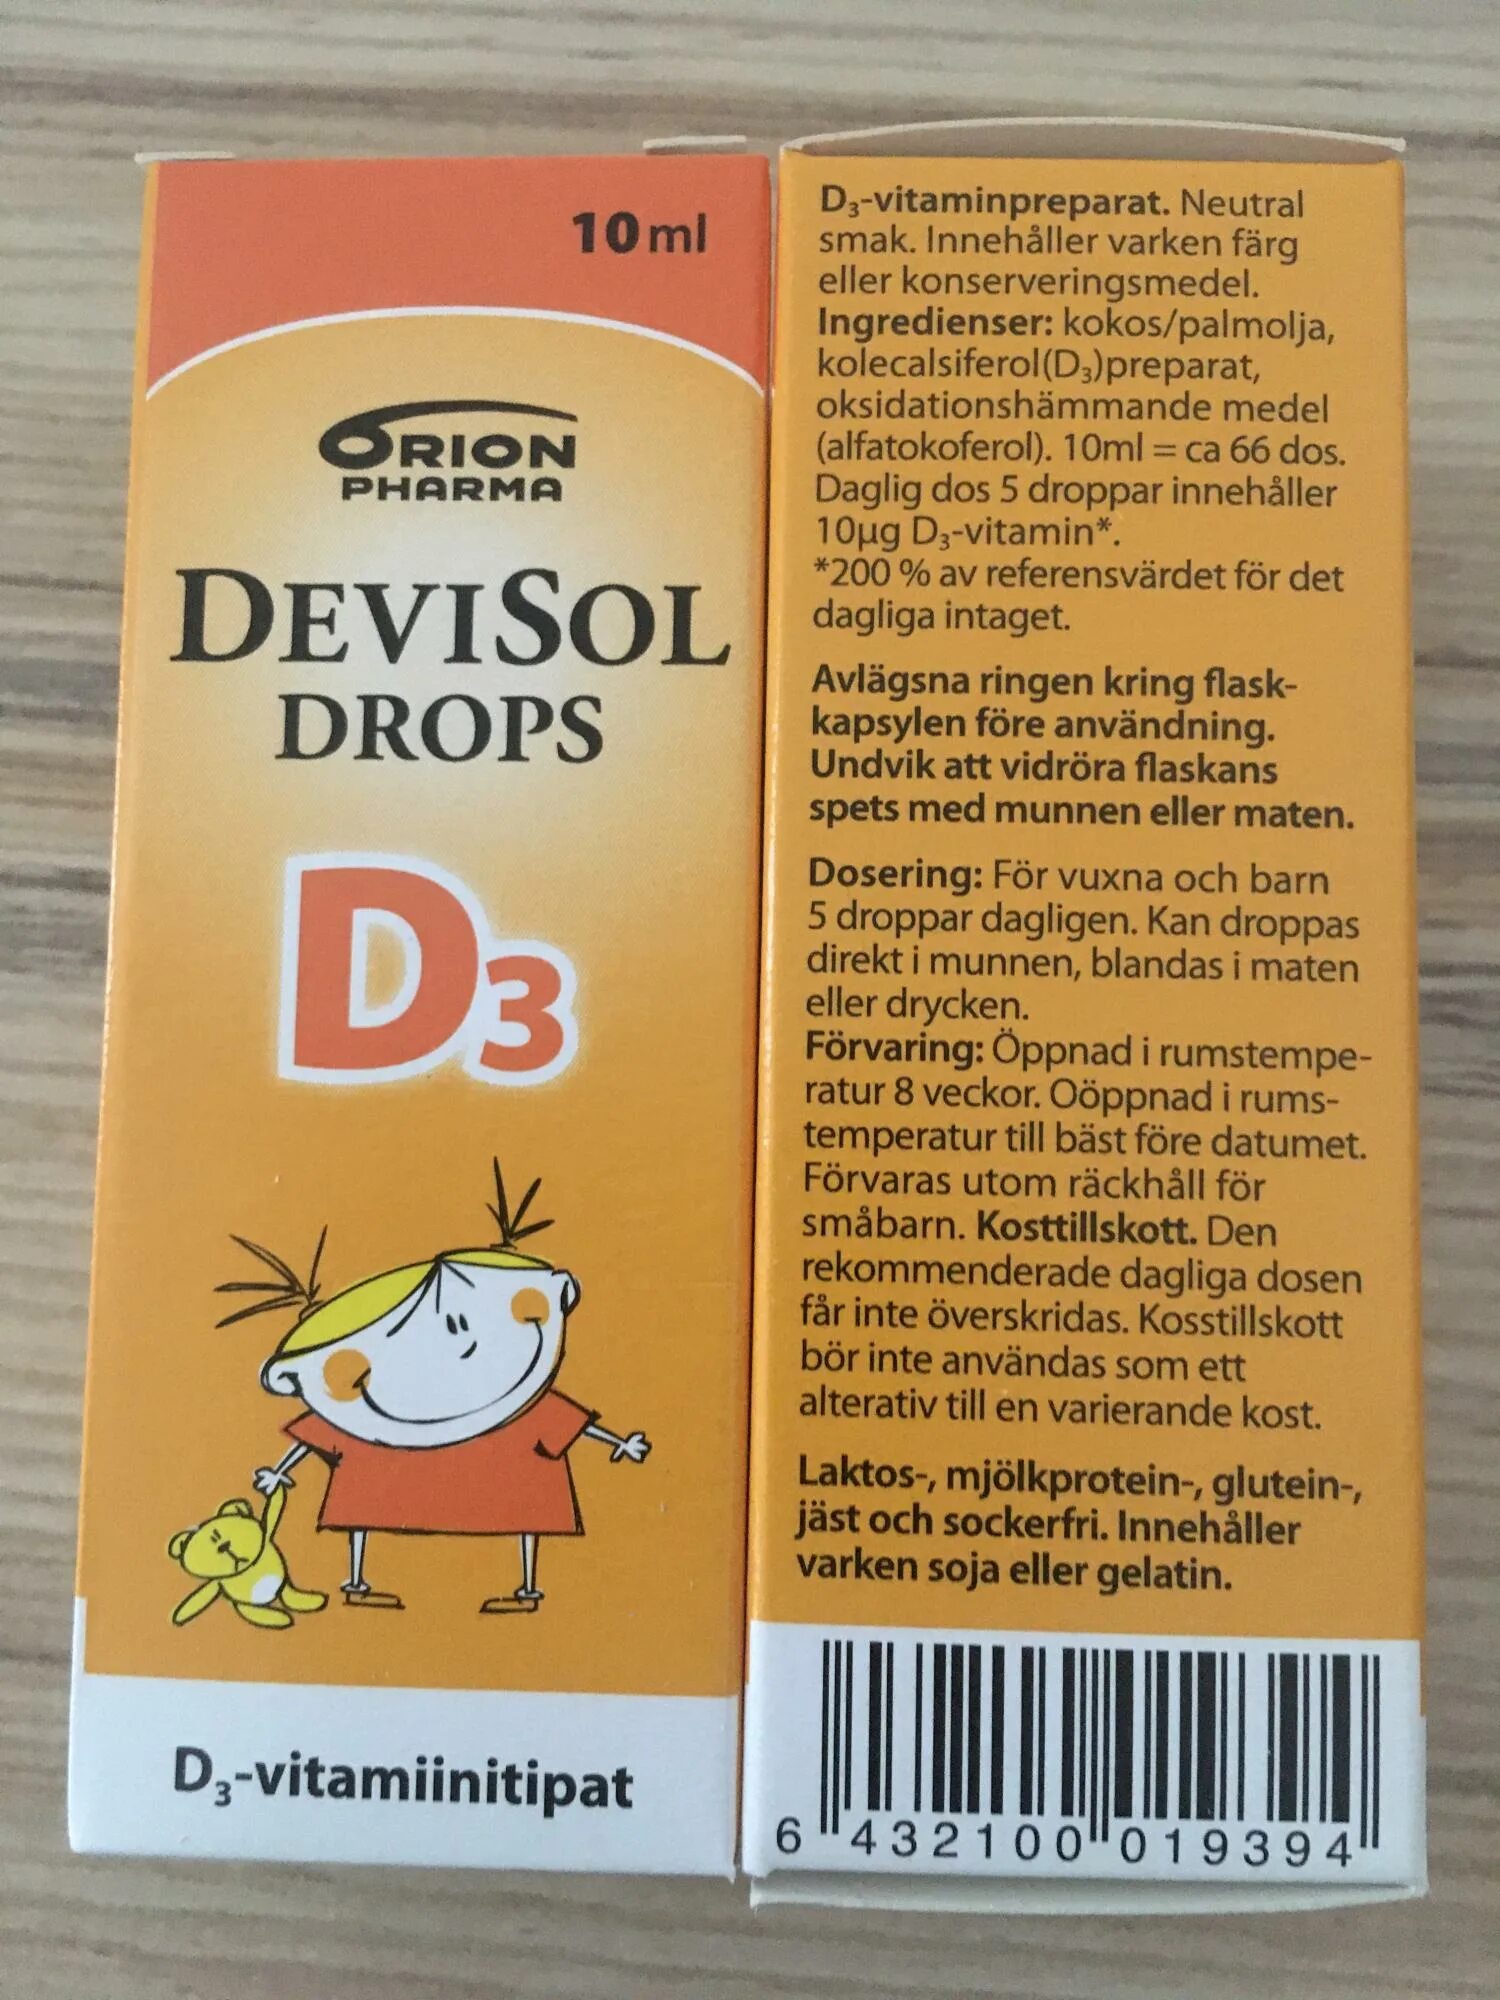 10 ml
ORION
PHARMA
DEVISOL
DROPS
D3
D3-vitamiinitipat
D3-vitaminpreparat. Neutral
smak. Innehåller varken färg
eller konserveringsmedel.
Ingredienser: kokos/palmolja,
kolecalsiferol(D3)preparat,
oksidationshämmande medel
(alfatokoferol). 10ml = ca 66 dos.
Daglig dos 5 droppar innehåller
10µg D3-vitamin*.
*200 % av referensvärdet för det
dagliga intaget.
Avlägsna ringen kring flask-
kapsylen före användning.
Undvik att vidröra flaskans
spets med munnen eller maten.
Dosering: För vuxna och barn
5 droppar dagligen. Kan droppas
direkt i munnen, blandas i maten
eller drycken.
Förvaring: Öppnad i rumstempe-
ratur 8 veckor. Oöppnad i rums-
temperatur till bäst före datumet.
Förvaras utom räckhåll för
småbarn. Kosttillskott. Den
rekommenderade dagliga dosen
får inte överskridas. Kosstillskott
bör inte användas som ett
alterativ till en varierande kost.
Laktos-, mjölkprotein-, glutein-,
jäst och sockerfri. Innehåller
varken soja eller gelatin.
6 432100 019394